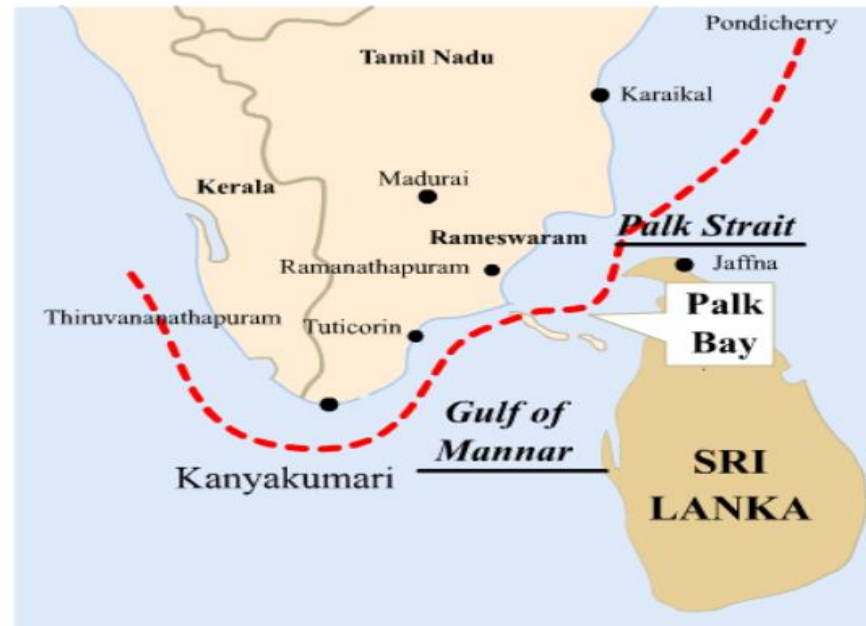 Pondicherry
Tamil Nadu
Karaikal
Madurai
Kerala
Rameswaram
Palk Strait
Ramanathapuram
Jaffna
Thiruvananathapuram
Tuticorin
Palk
Bay
Gulf of
Mannar
Kanyakumari
SRI
LANKA